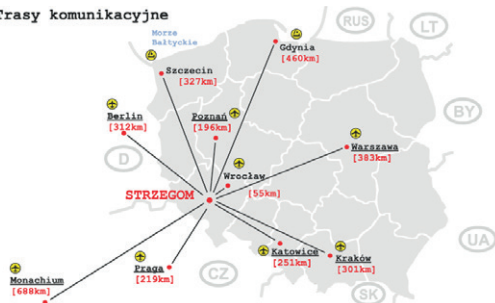 Trasy komunikacyjne
RUS
LT
Morze
Bałtyckie
Gdynia
[460km]
Szczecin
[327km]
Berlin
[312km]
Poznań
[196km]
BY
Warszawa
[383km]
D
Wrocław
[55km]
STRZEGOM
UA
Katowice
[251km]
Kraków
[301km]
Praga
[219km]
CZ
Monachium
[688km]
SK